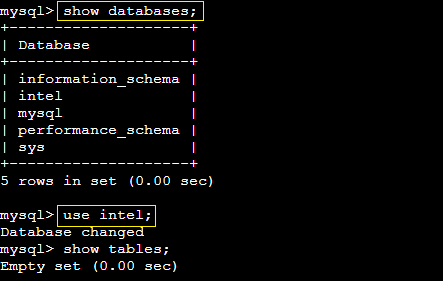 mysql> show databases;
+--------------------+
| Database           |
+--------------------+
| information_schema |
| intel              |
| mysql              |
| performance_schema |
| sys                |
+--------------------+
5 rows in set (0.00 sec)
mysql> use intel;
Database changed
mysql> show tables;
Empty set (0.00 sec)